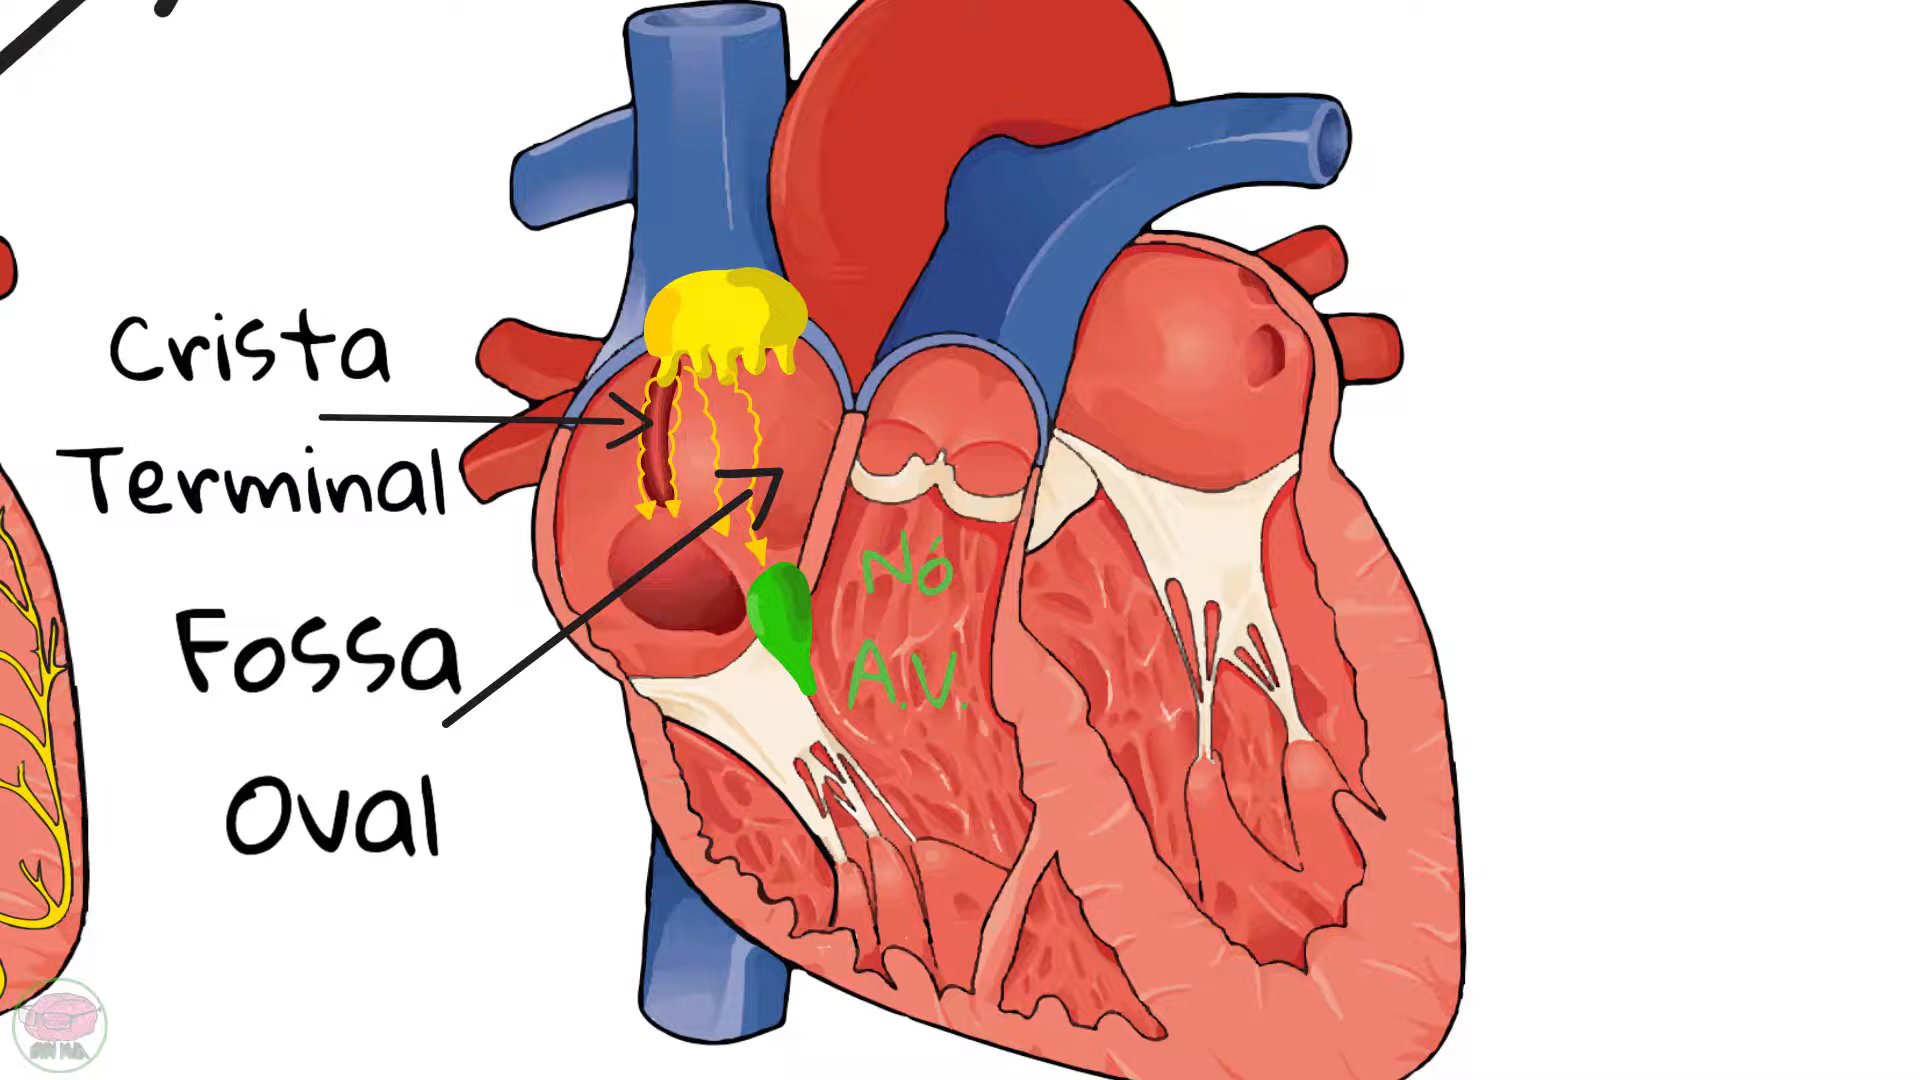 Crista
Terminal
Fossa
Oval
Nó
A.V.